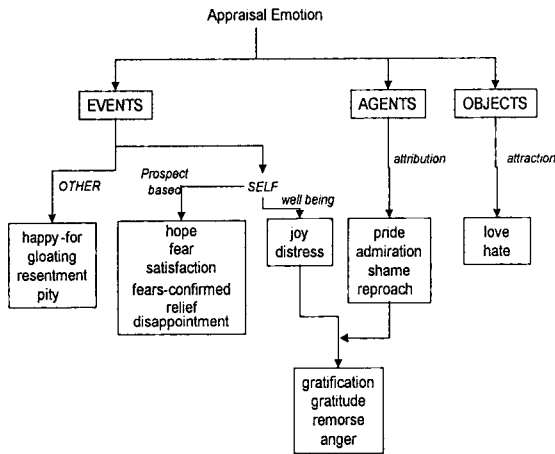 Appraisal Emotion
EVENTS
AGENTS
OBJECTS
OTHER
Prospect
based
SELF
well being
attribution
attraction
happy-for
gloating
resentment
pity
hope
fear
satisfaction
fears-confirmed
relief
disappointment
joy
distress
pride
admiration
shame
reproach
love
hate
gratification
gratitude
remorse
anger